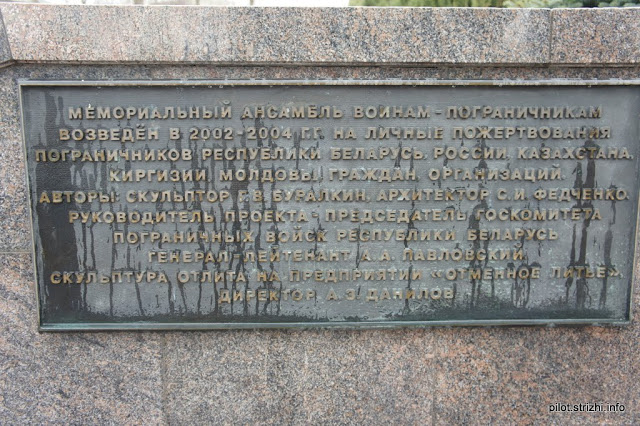 МЕМОРИАЛЬНЫЙ АНСАМБЛЬ ВОИНАМ-ПОГРАНИЧНИКАМ
ВОЗВЕДЁН В 2002-2004 Г.Г. НА ЛИЧНЫЕ ПОЖЕРТВОВАНИЯ
ПОГРАНИЧНИКОВ РЕСПУБЛИКИ БЕЛАРУСЬ, РОССИИ, КАЗАХСТАНА,
КИРГИЗИИ, МОЛДОВЫ, ГРАЖДАН, ОРГАНИЗАЦИЙ.
АВТОРЫ: СКУЛЬПТОР Г.В. БУРАЛКИН, АРХИТЕКТОР С.И. ФЕДЧЕНКО.
РУКОВОДИТЕЛЬ ПРОЕКТА - ПРЕДСЕДАТЕЛЬ ГОСКОМИТЕТА
ПОГРАНИЧНЫХ ВОЙСК РЕСПУБЛИКИ БЕЛАРУСЬ
ГЕНЕРАЛ-ЛЕЙТЕНАНТ А.А. ПАВЛОВСКИЙ.
СКУЛЬПТУРА ОТЛИТА НА ПРЕДПРИЯТИИ «ОТМЕННОЕ ЛИТЬЁ»,
ДИРЕКТОР А.Э. ДАНИЛОВ
pilot.strizhi.info